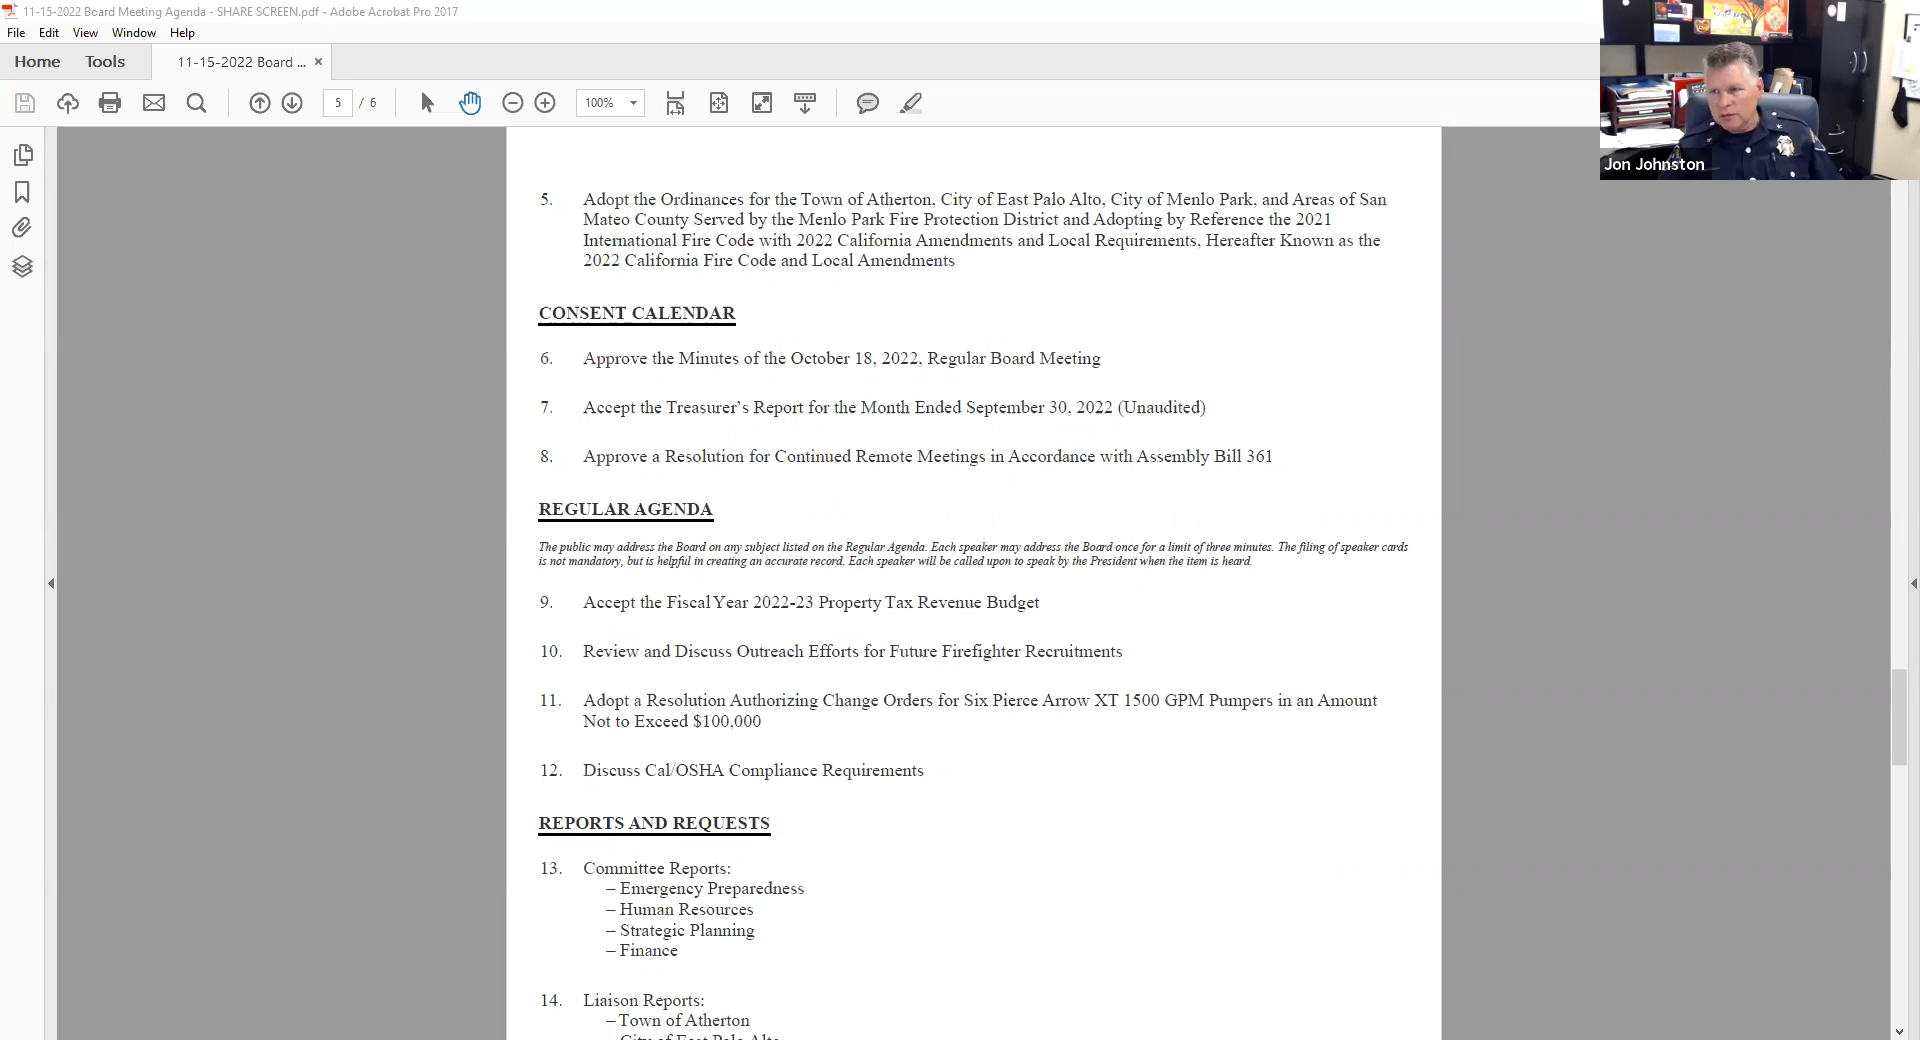 11-15-2022 Board Meeting Agenda - SHARE SCREEN.pdf - Adobe Acrobat Pro 2017
File Edit View Window Help
Home Tools 11-15-2022 Board ... ×
5 / 6 100%
Jon Johnston
5. Adopt the Ordinances for the Town of Atherton, City of East Palo Alto, City of Menlo Park, and Areas of San
Mateo County Served by the Menlo Park Fire Protection District and Adopting by Reference the 2021
International Fire Code with 2022 California Amendments and Local Requirements, Hereafter Known as the
2022 California Fire Code and Local Amendments
CONSENT CALENDAR
6. Approve the Minutes of the October 18, 2022, Regular Board Meeting
7. Accept the Treasurer’s Report for the Month Ended September 30, 2022 (Unaudited)
8. Approve a Resolution for Continued Remote Meetings in Accordance with Assembly Bill 361
REGULAR AGENDA
The public may address the Board on any subject listed on the Regular Agenda. Each speaker may address the Board once for a limit of three minutes. The filing of speaker cards
is not mandatory, but is helpful in creating an accurate record. Each speaker will be called upon to speak by the President when the item is heard.
9. Accept the Fiscal Year 2022-23 Property Tax Revenue Budget
10. Review and Discuss Outreach Efforts for Future Firefighter Recruitments
11. Adopt a Resolution Authorizing Change Orders for Six Pierce Arrow XT 1500 GPM Pumpers in an Amount
Not to Exceed $100,000
12. Discuss Cal/OSHA Compliance Requirements
REPORTS AND REQUESTS
13. Committee Reports:
– Emergency Preparedness
– Human Resources
– Strategic Planning
– Finance
14. Liaison Reports:
– Town of Atherton
City of East Palo Alto